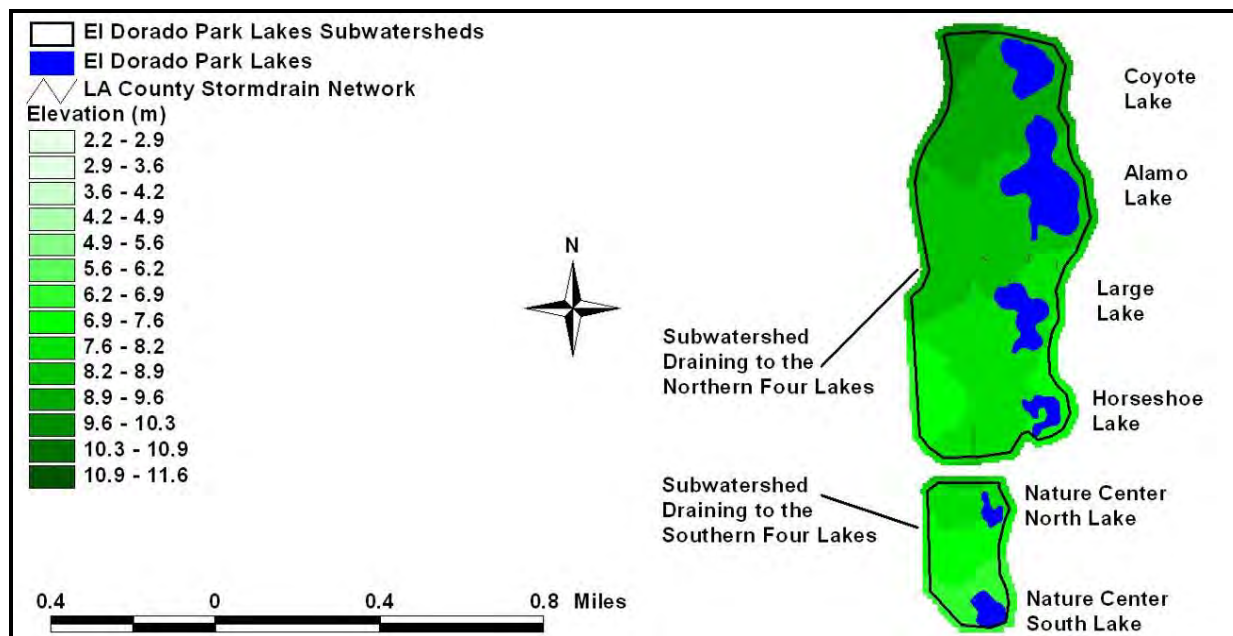 El Dorado Park Lakes Subwatersheds
El Dorado Park Lakes
LA County Stormdrain Network
Elevation (m)
2.2 - 2.9
2.9 - 3.6
3.6 - 4.2
4.2 - 4.9
4.9 - 5.6
5.6 - 6.2
6.2 - 6.9
6.9 - 7.6
7.6 - 8.2
8.2 - 8.9
8.9 - 9.6
9.6 - 10.3
10.3 - 10.9
10.9 - 11.6
N
Coyote
Lake
Alamo
Lake
Large
Lake
Subwatershed
Draining to the
Northern Four Lakes
Horseshoe
Lake
Subwatershed
Draining to the
Southern Four Lakes
Nature Center
North Lake
Nature Center
South Lake
0.4 0 0.4 0.8 Miles